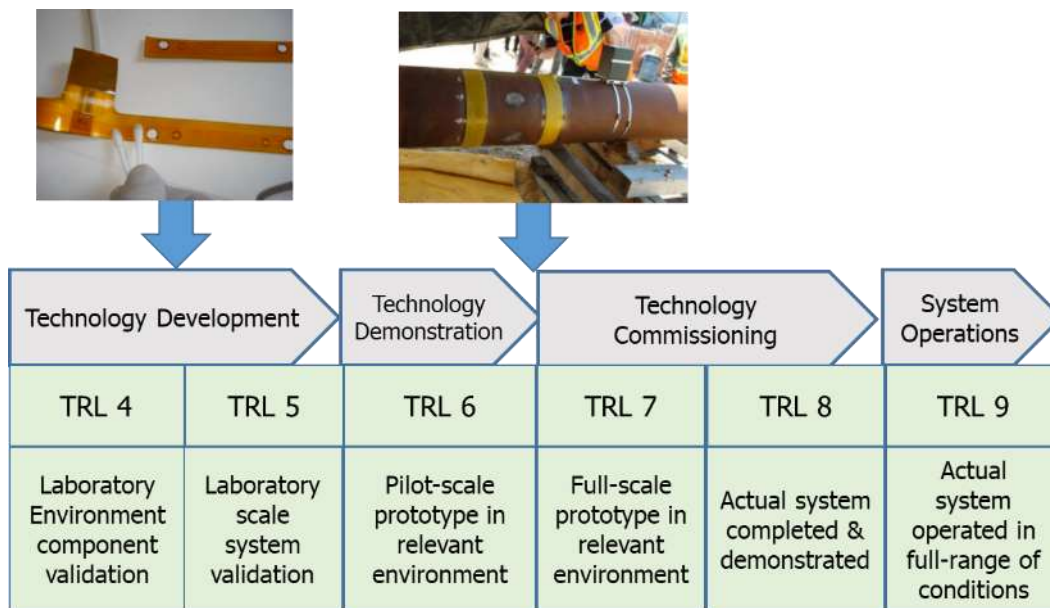 Technology Development
Technology
Demonstration
Technology
Commissioning
System
Operations
TRL 4
TRL 5
TRL 6
TRL 7
TRL 8
TRL 9
Laboratory
Environment
component
validation
Laboratory
scale
system
validation
Pilot-scale
prototype in
relevant
environment
Full-scale
prototype in
relevant
environment
Actual system
completed &
demonstrated
Actual
system
operated in
full-range of
conditions